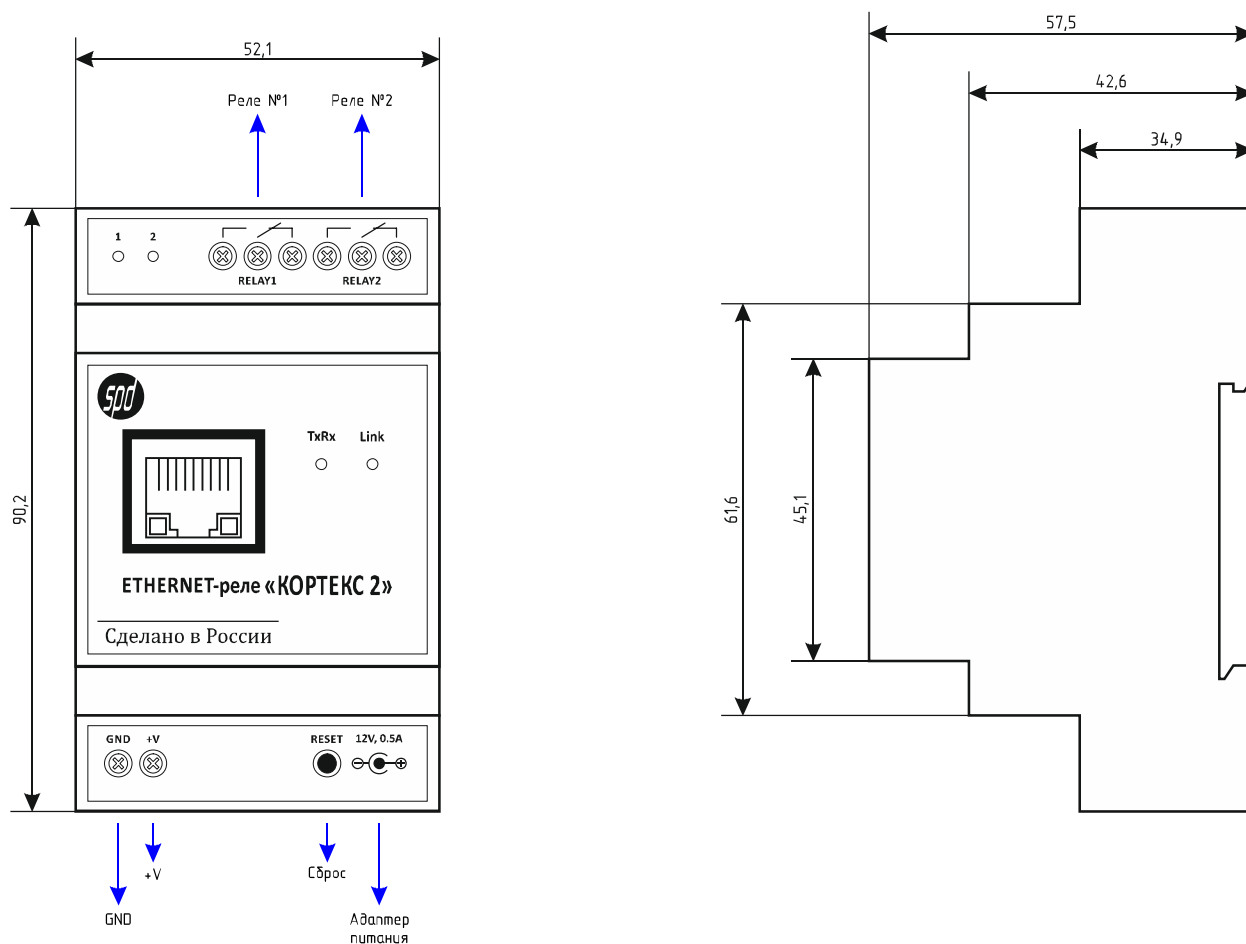 52,1
57,5
42,6
34,9
Реле №1
Реле №2
1
2
RELAY1
RELAY2
spd
TxRx
Link
90,2
61,6
45,1
ETHERNET-реле «КОРТЕКС 2»
Сделано в России
GND
+V
RESET
12V, 0.5A
+V
Сброс
GND
Адаптер
питания